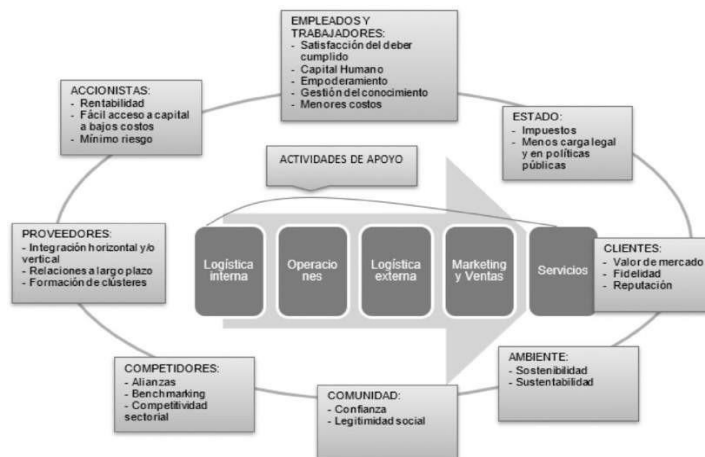 EMPLEADOS Y
TRABAJADORES:
- Satisfacción del deber
cumplido
- Capital Humano
- Empoderamiento
- Gestión del conocimiento
- Menores costos
ACCIONISTAS:
- Rentabilidad
- Fácil acceso a capital
a bajos costos
- Mínimo riesgo
ESTADO:
- Impuestos
- Menos carga legal
y en políticas
públicas
ACTIVIDADES DE APOYO
PROVEEDORES:
- Integración horizontal y/o
vertical
- Relaciones a largo plazo
- Formación de clústeres
Logística
interna
Operacio
nes
Logística
externa
Marketing
y Ventas
Servicios
CLIENTES:
- Valor de mercado
- Fidelidad
- Reputación
COMPETIDORES:
- Alianzas
- Benchmarking
- Competitividad
sectorial
COMUNIDAD:
- Confianza
- Legitimidad social
AMBIENTE:
- Sostenibilidad
- Sustentabilidad